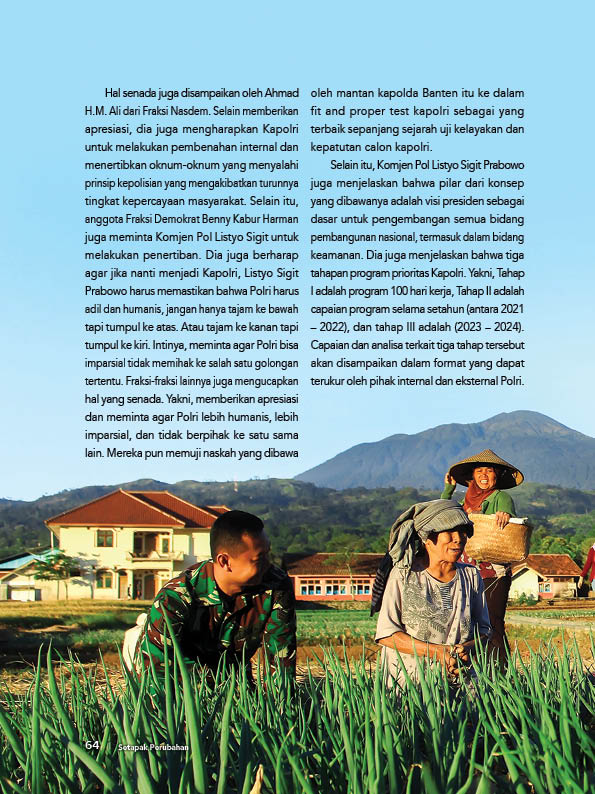 Hal senada juga disampaikan oleh Ahmad
H.M. Ali dari Fraksi Nasdem. Selain memberikan
apresiasi, dia juga mengharapkan Kapolri
untuk melakukan pembenahan internal dan
menertibkan oknum-oknum yang menyalahi
prinsip kepolisian yang mengakibatkan turunnya
tingkat kepercayaan masyarakat. Selain itu,
anggota Fraksi Demokrat Benny Kabur Harman
juga meminta Komjen Pol Listyo Sigit untuk
melakukan penertiban. Dia juga berharap
agar jika nanti menjadi Kapolri, Listyo Sigit
Prabowo harus memastikan bahwa Polri harus
adil dan humanis, jangan hanya tajam ke bawah
tapi tumpul ke atas. Atau tajam ke kanan tapi
tumpul ke kiri. Intinya, meminta agar Polri bisa
imparsial tidak memihak ke salah satu golongan
tertentu. Fraksi-fraksi lainnya juga mengucapkan
hal yang senada. Yakni, memberikan apresiasi
dan meminta agar Polri lebih humanis, lebih
imparsial, dan tidak berpihak ke satu sama
lain. Mereka pun memuji naskah yang dibawa
oleh mantan kapolda Banten itu ke dalam
fit and proper test kapolri sebagai yang
terbaik sepanjang sejarah uji kelayakan dan
kepatutan calon kapolri.
Selain itu, Komjen Pol Listyo Sigit Prabowo
juga menjelaskan bahwa pilar dari konsep
yang dibawanya adalah visi presiden sebagai
dasar untuk pengembangan semua bidang
pembangunan nasional, termasuk dalam bidang
keamanan. Dia juga menjelaskan bahwa tiga
tahapan program prioritas Kapolri. Yakni, Tahap
I adalah program 100 hari kerja, Tahap II adalah
capaian program selama setahun (antara 2021
– 2022), dan tahap III adalah (2023 – 2024).
Capaian dan analisa terkait tiga tahap tersebut
akan disampaikan dalam format yang dapat
terukur oleh pihak internal dan eksternal Polri.
64 Setapak Perubahan